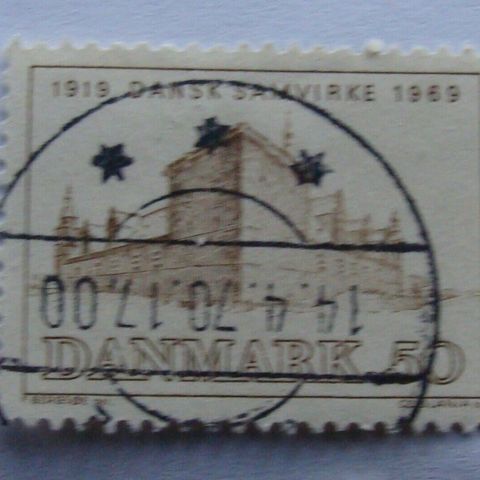 1919 DANSK SAMVIRKE 1969
14.4.70.17.00
DANMARK 50